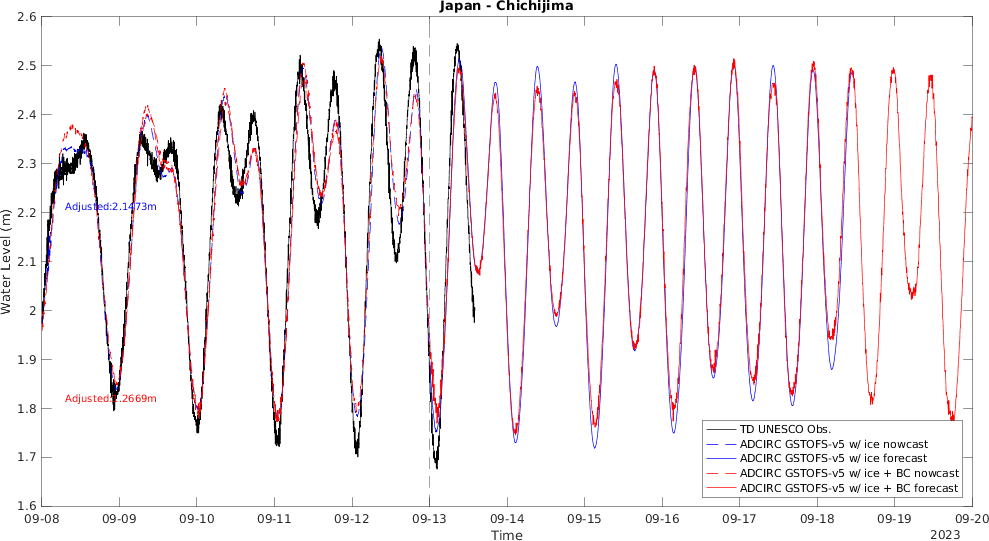 Japan - Chichijima
2.6
2.5
2.4
2.3
2.2
2.1
2
1.9
1.8
1.7
1.6
Water Level (m)
Adjusted:2.1473m
Adjusted:2.2669m
TD UNESCO Obs.
ADCIRC GSTOFS-v5 w/ ice nowcast
ADCIRC GSTOFS-v5 w/ ice forecast
ADCIRC GSTOFS-v5 w/ ice + BC nowcast
ADCIRC GSTOFS-v5 w/ ice + BC forecast
09-08 09-09 09-10 09-11 09-12 09-13 09-14 09-15 09-16 09-17 09-18 09-19 09-20
Time
2023